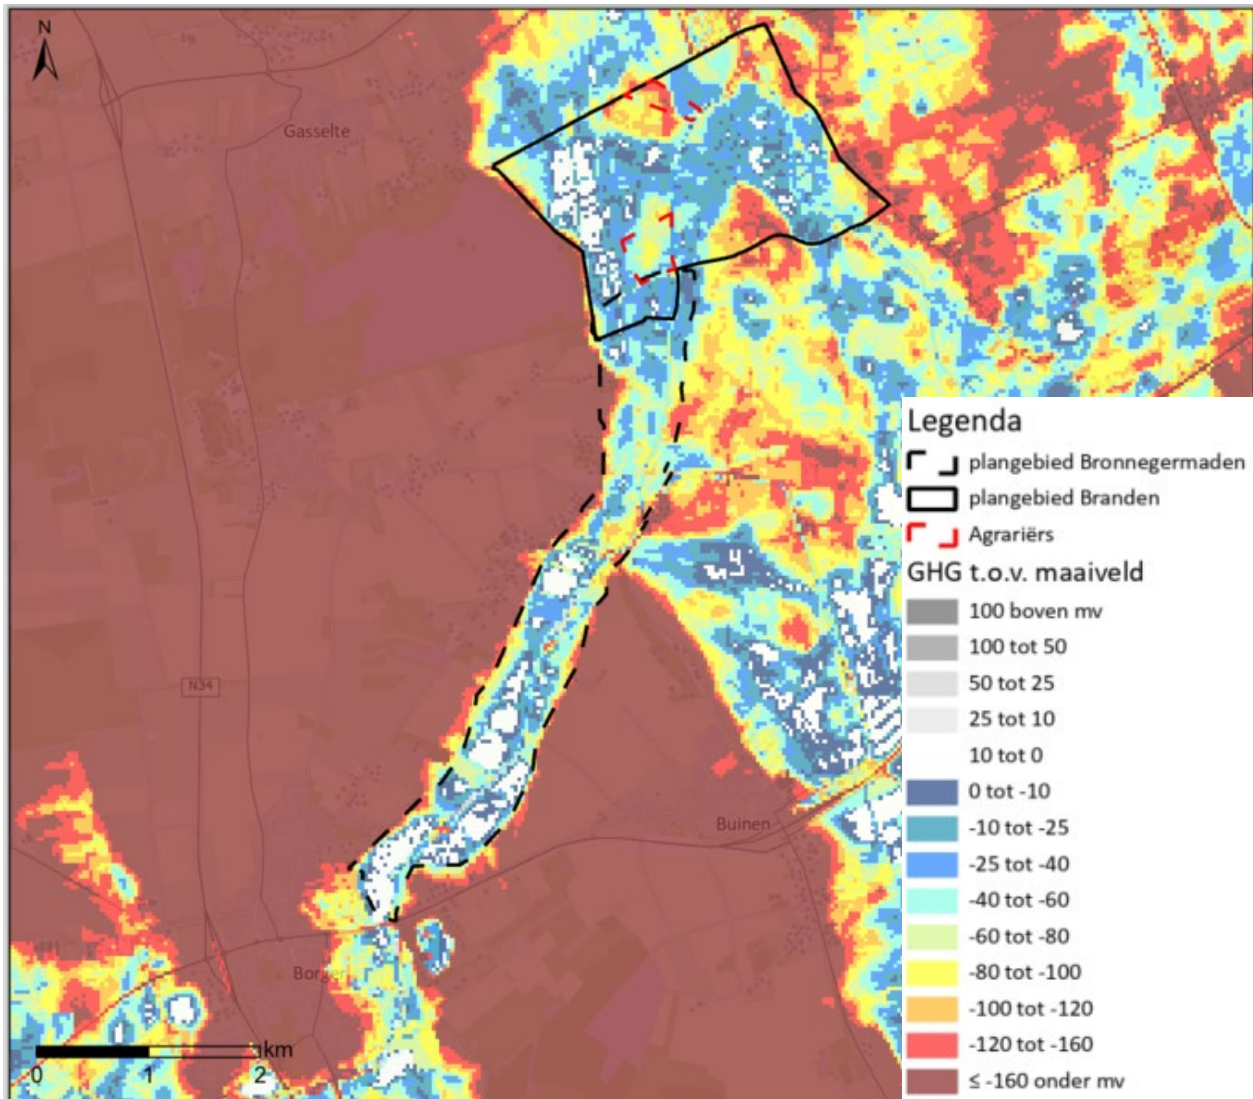 N
Gasselte
N34
Buinen
Borger
km
0 1 2
Legenda
plangebied Bronnegermaden
plangebied Branden
Agrariërs
GHG t.o.v. maaiveld
100 boven mv
100 tot 50
50 tot 25
25 tot 10
10 tot 0
0 tot -10
-10 tot -25
-25 tot -40
-40 tot -60
-60 tot -80
-80 tot -100
-100 tot -120
-120 tot -160
≤ -160 onder mv